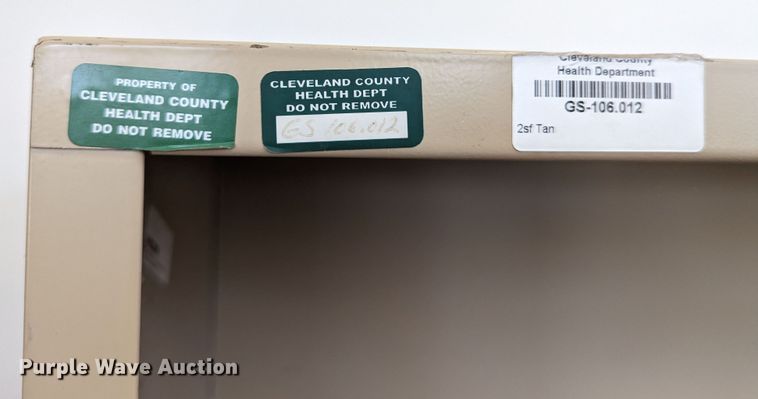 PROPERTY OF
CLEVELAND COUNTY
HEALTH DEPT
DO NOT REMOVE
CLEVELAND COUNTY
HEALTH DEPT
DO NOT REMOVE
GS 106.012
Cleveland County
Health Department
GS-106.012
2sf Tan
Purple Wave Auction